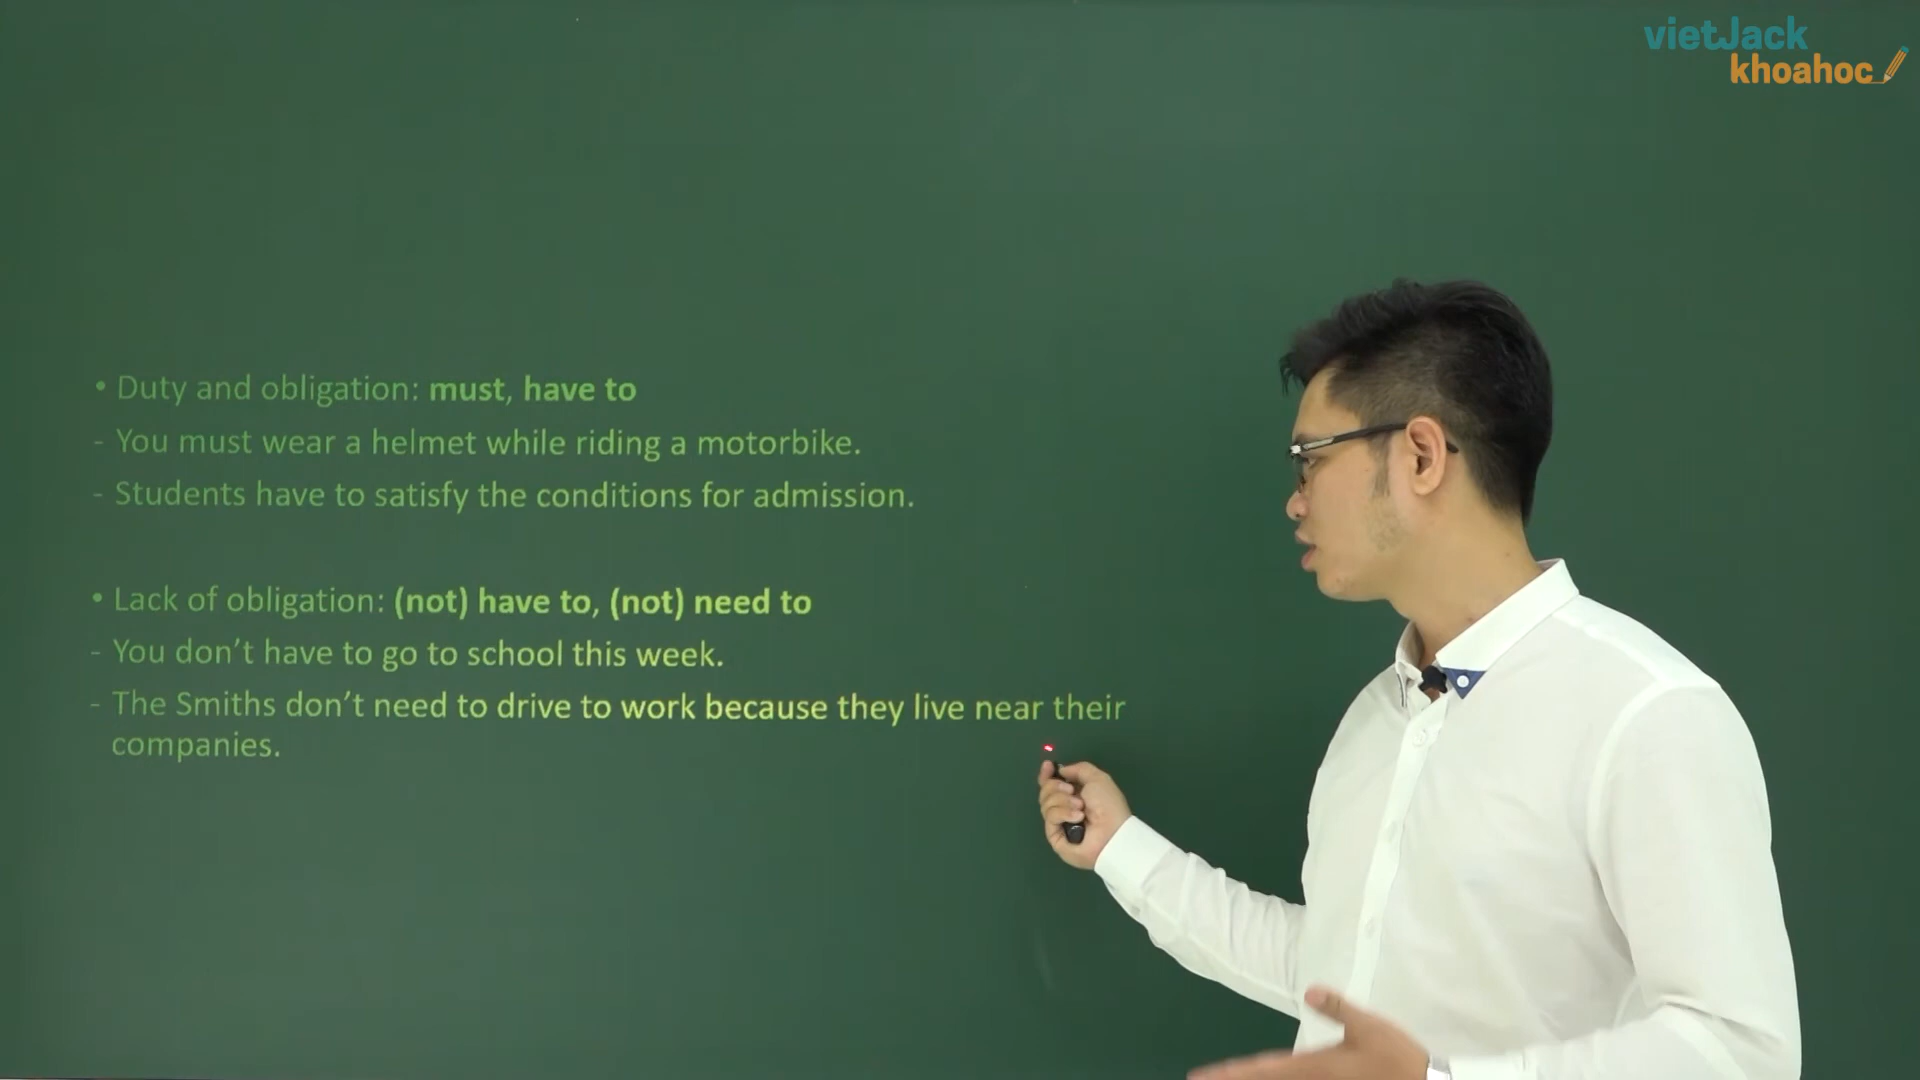 vietJack
khoahoc
• Duty and obligation: must, have to
- You must wear a helmet while riding a motorbike.
- Students have to satisfy the conditions for admission.
• Lack of obligation: (not) have to, (not) need to
- You don't have to go to school this week.
- The Smiths don't need to drive to work because they live near their
companies.